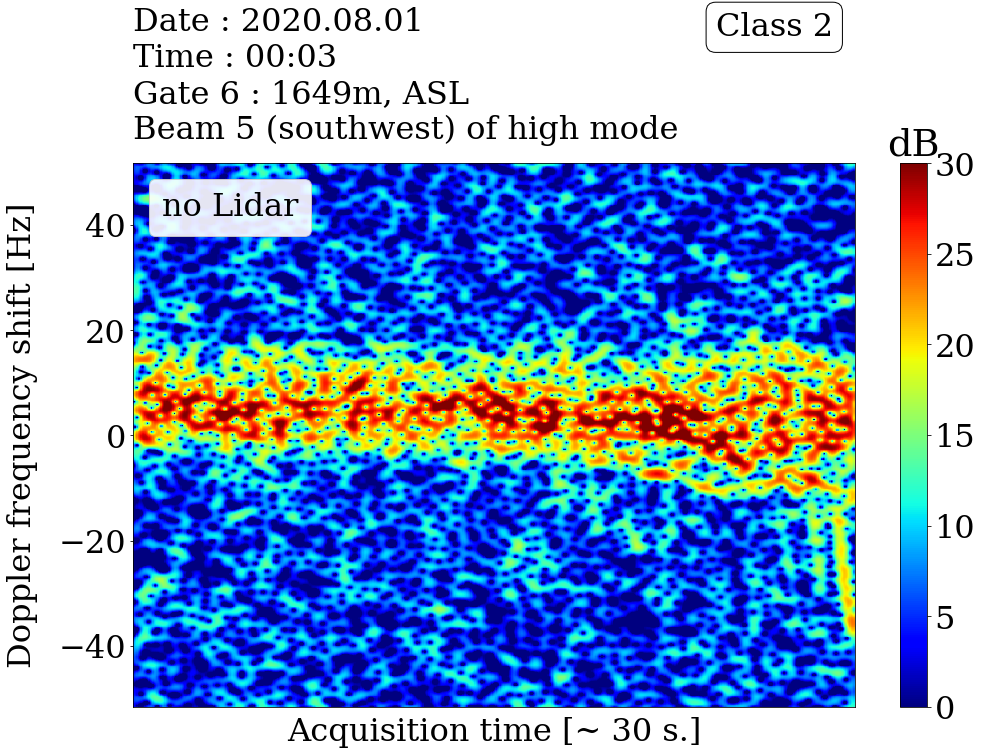 Date : 2020.08.01
Time : 00:03
Gate 6 : 1649m, ASL
Beam 5 (southwest) of high mode
Class 2
dB
no Lidar
Doppler frequency shift [Hz]
40
20
0
−20
−40
30
25
20
15
10
5
0
Acquisition time [~ 30 s.]